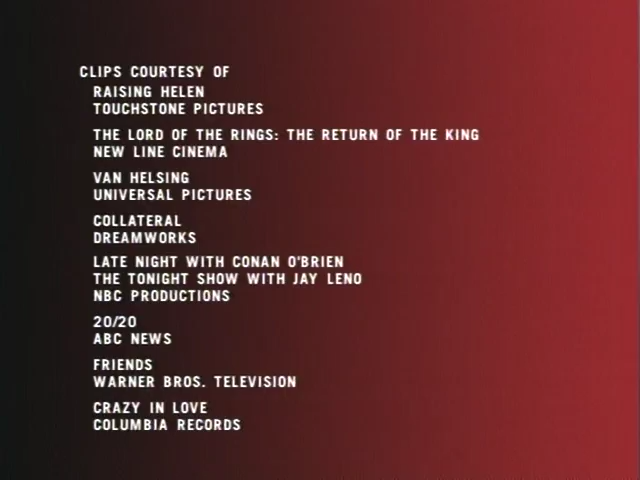 CLIPS COURTESY OF
RAISING HELEN
TOUCHSTONE PICTURES
THE LORD OF THE RINGS: THE RETURN OF THE KING
NEW LINE CINEMA
VAN HELSING
UNIVERSAL PICTURES
COLLATERAL
DREAMWORKS
LATE NIGHT WITH CONAN O'BRIEN
THE TONIGHT SHOW WITH JAY LENO
NBC PRODUCTIONS
20/20
ABC NEWS
FRIENDS
WARNER BROS. TELEVISION
CRAZY IN LOVE
COLUMBIA RECORDS